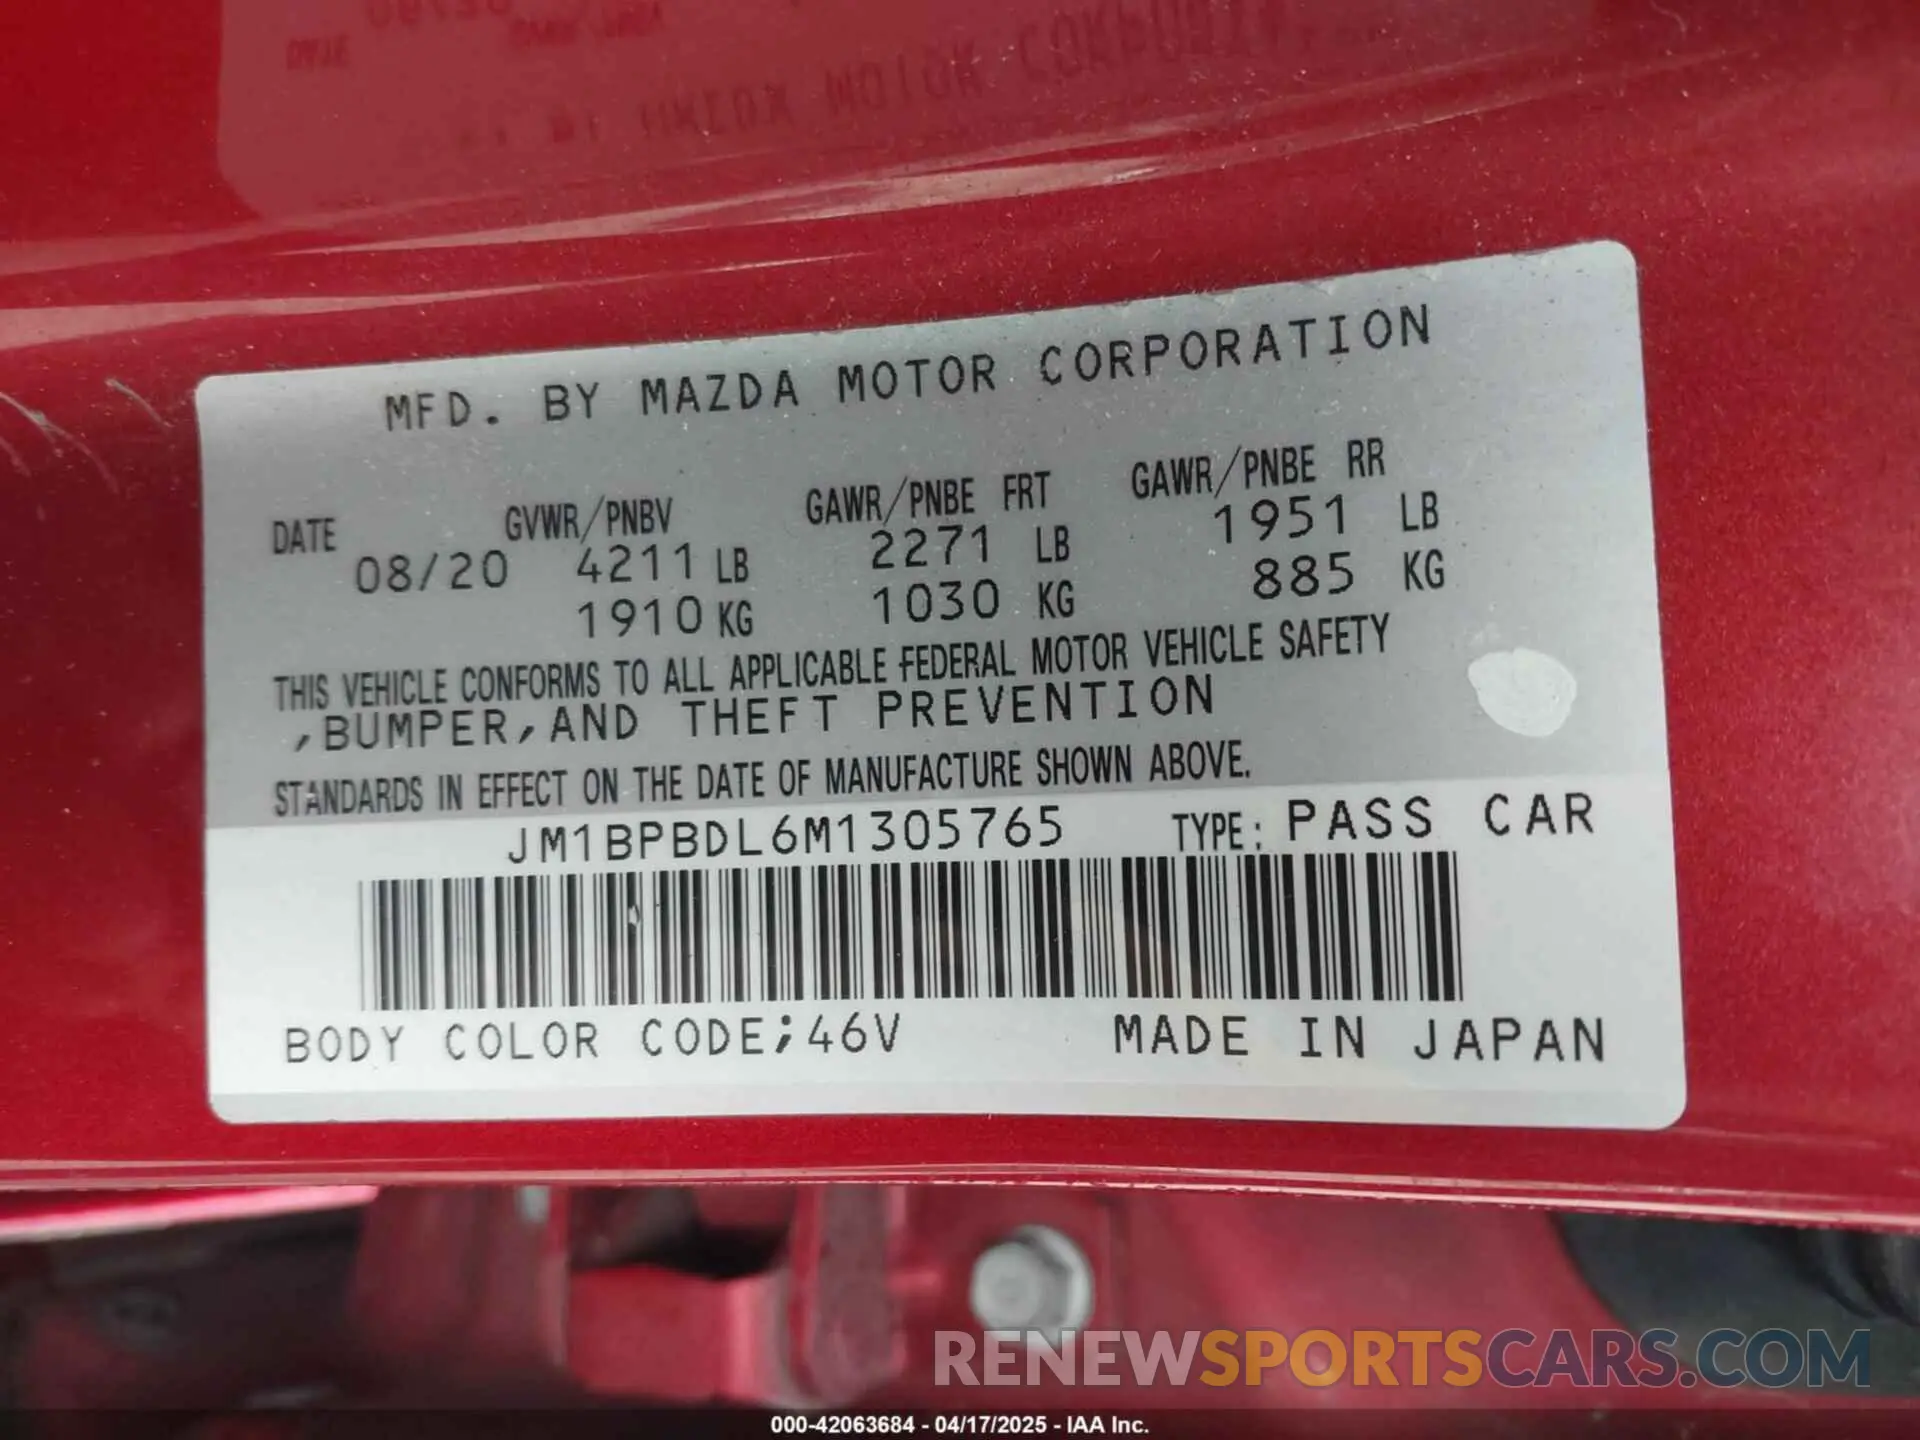 MFD. BY MAZDA MOTOR CORPORATION
DATE GVWR/PNBV GAWR/PNBE FRT GAWR/PNBE RR
08/20 4211 LB 2271 LB 1951 LB
1910 KG 1030 KG 885 KG
THIS VEHICLE CONFORMS TO ALL APPLICABLE FEDERAL MOTOR VEHICLE SAFETY
,BUMPER,AND THEFT PREVENTION
STANDARDS IN EFFECT ON THE DATE OF MANUFACTURE SHOWN ABOVE.
JM1BPBDL6M1305765 TYPE: PASS CAR
BODY COLOR CODE;46V MADE IN JAPAN
RENEWSPORTSCARS.COM
000-42063684 - 04/17/2025 - IAA Inc.